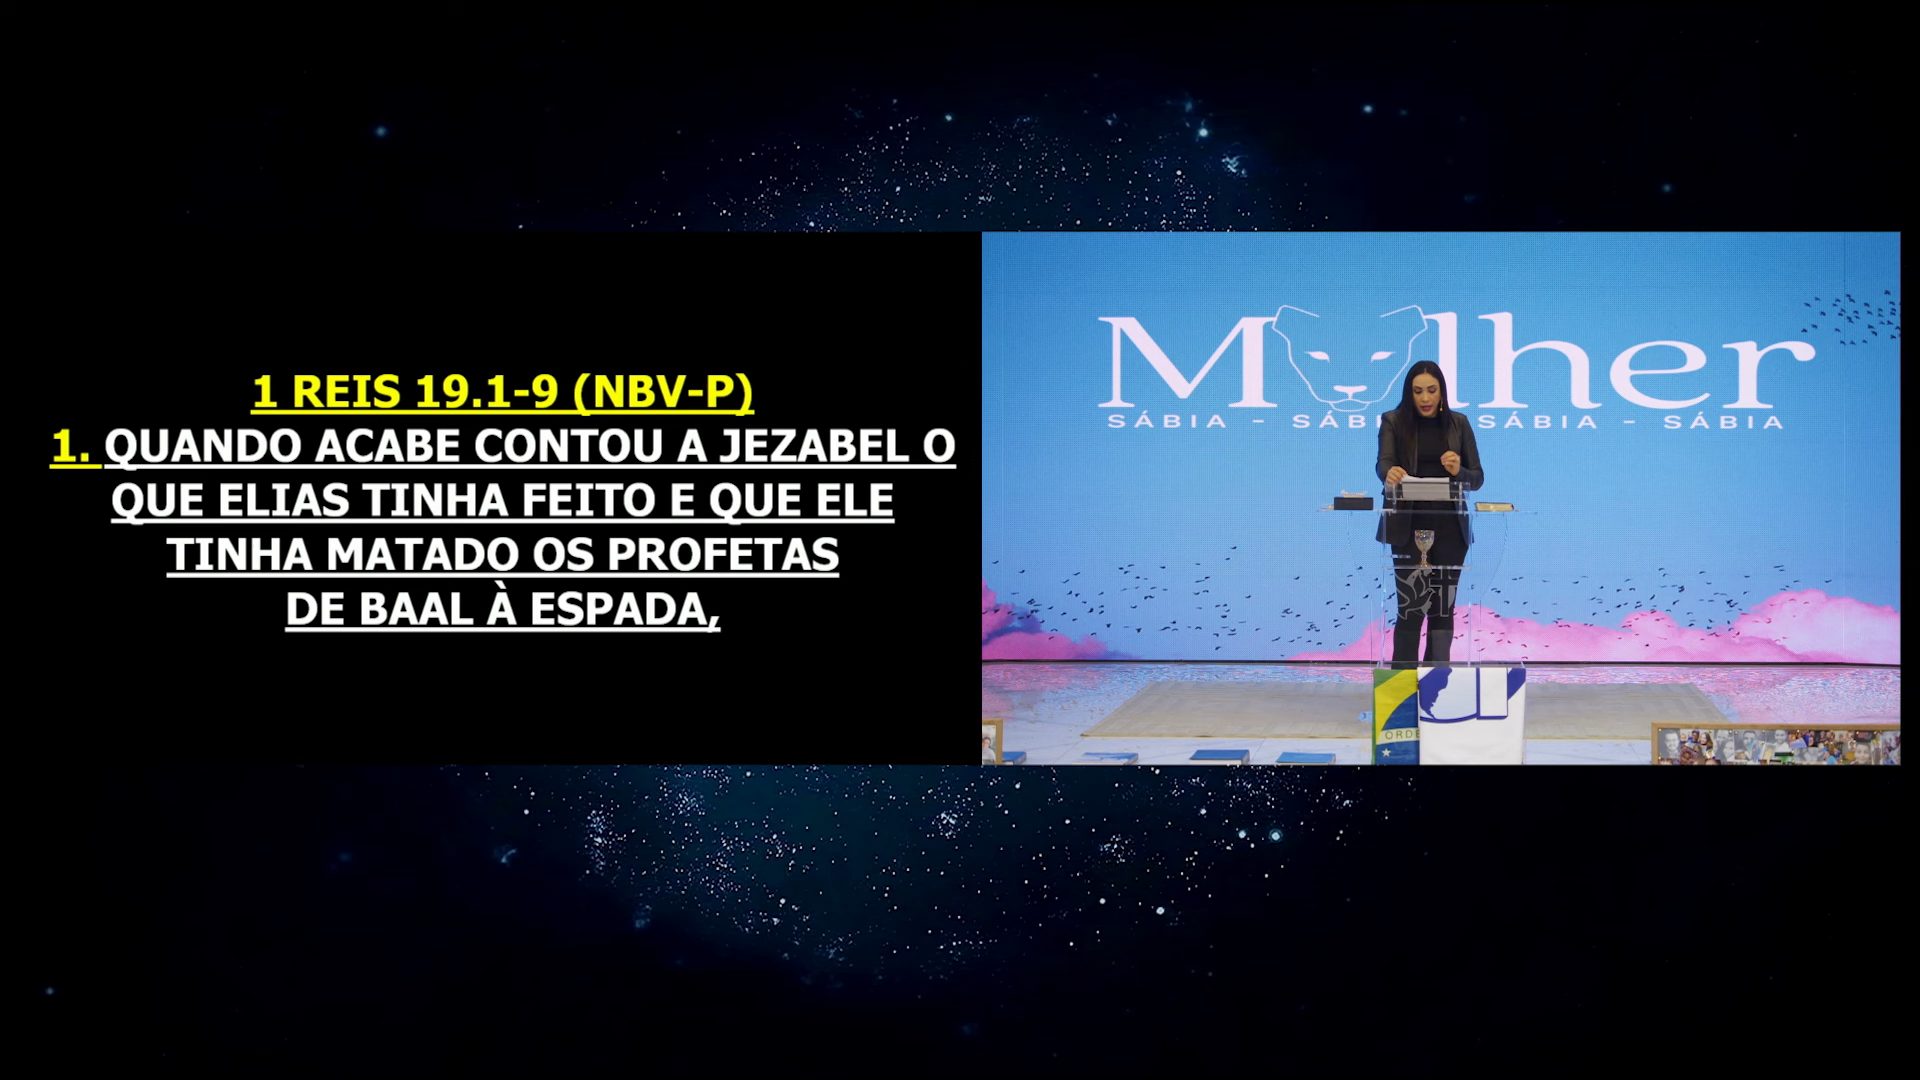 1 REIS 19.1-9 (NBV-P)
1. QUANDO ACABE CONTOU A JEZABEL O
QUE ELIAS TINHA FEITO E QUE ELE
TINHA MATADO OS PROFETAS
DE BAAL À ESPADA,
Mulher
SÁBIA - SÁBI SÁBIA - SÁBIA
ORDE